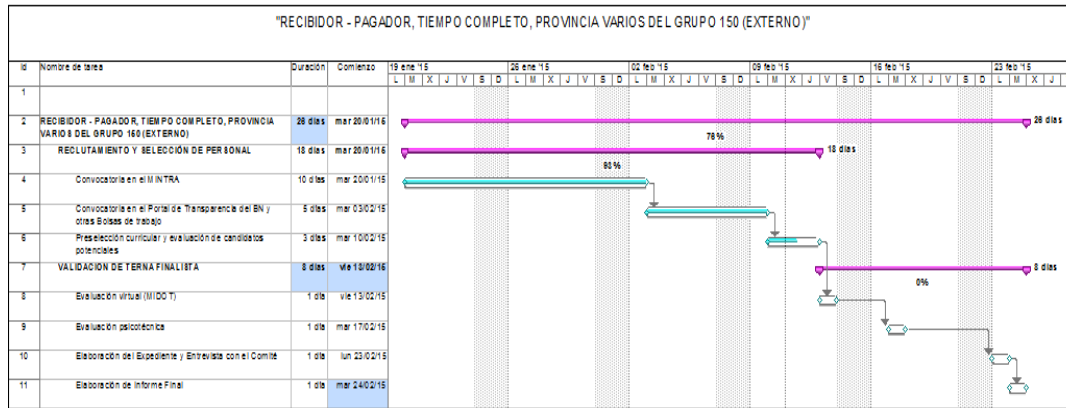 "RECIBIDOR - PAGADOR, TIEMPO COMPLETO, PROVINCIA VARIOS DEL GRUPO 150 (EXTERNO)"
Id Nombre de tarea Duración Comienzo 19 ene '15 26 ene '15 02 feb '15 09 feb '15 16 feb '15 23 feb '15
L M X J V S D L M X J V S D L M X J V S D L M X J V S D L M X J V S D L M X J
1
2 RECIBIDOR - PAGADOR, TIEMPO COMPLETO, PROVINCIA 26 días mar 20/01/15 26 días
VARIOS DEL GRUPO 150 (EXTERNO)
76%
3 RECLUTAMIENTO Y SELECCIÓN DE PERSONAL 18 días mar 20/01/15 18 días
93%
4 Convocatoria en el MINTRA 10 días mar 20/01/15
5 Convocatoria en el Portal de Transparencia del BN y 5 días mar 03/02/15
otras Bolsas de trabajo
6 Preselección curricular y evaluación de candidatos 3 días mar 10/02/15
potenciales
7 VALIDACION DE TERNA FINALISTA 8 días vie 13/02/15 8 días
0%
8 Evaluación virtual (MIDOT) 1 día vie 13/02/15
9 Evaluación psicotécnica 1 día mar 17/02/15
10 Elaboración del Expediente y Entrevista con el Comité 1 día lun 23/02/15
11 Elaboración de Informe Final 1 día mar 24/02/15